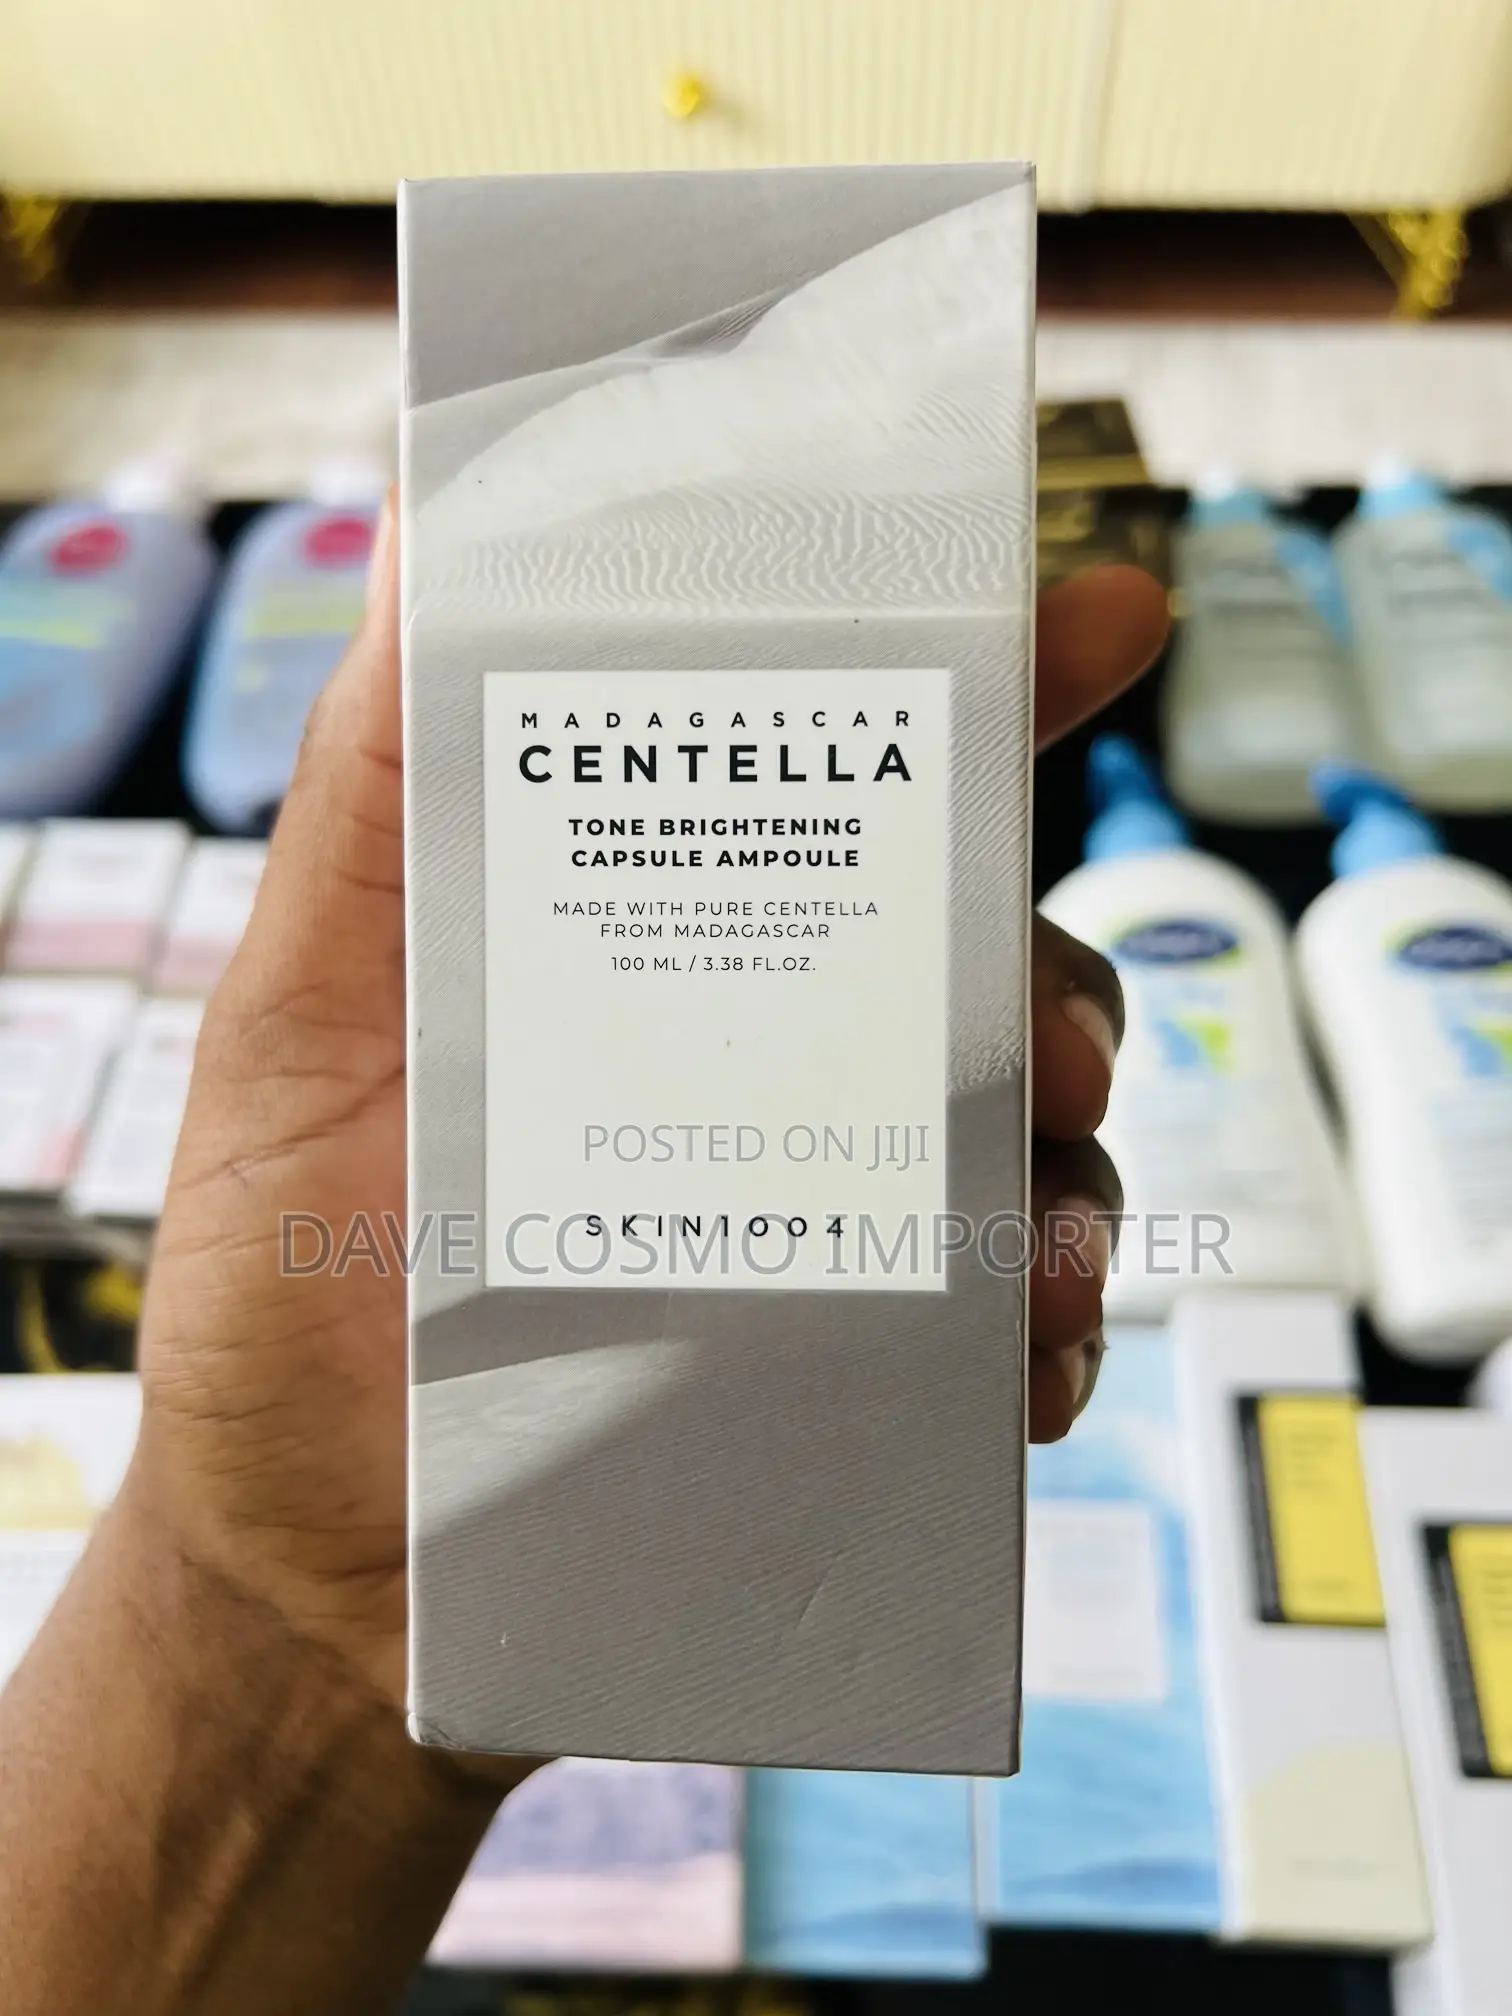 MADAGASCAR
CENTELLA
TONE BRIGHTENING
CAPSULE AMPOULE
MADE WITH PURE CENTELLA
FROM MADAGASCAR
100 ML / 3.38 FL.OZ.
POSTED ON JIJI
SKIN1004
DAVE COSMO IMPORTER